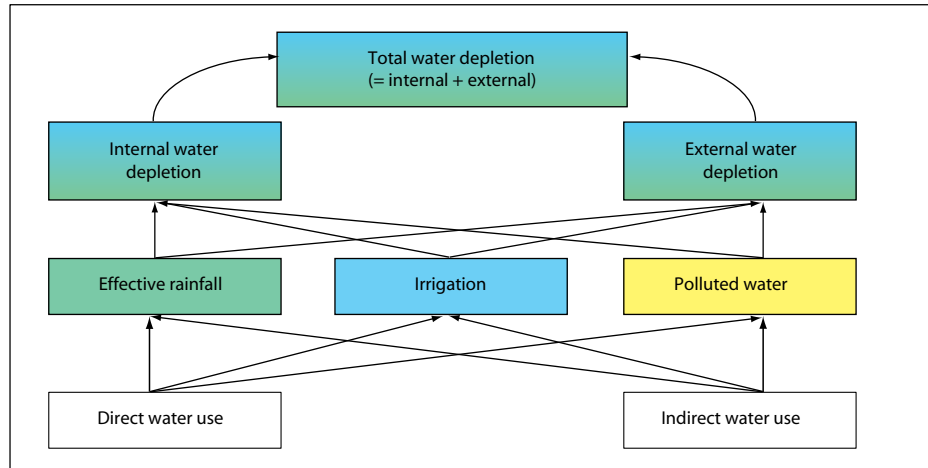 Total water depletion
(= internal + external)
Internal water
depletion
External water
depletion
Effective rainfall
Irrigation
Polluted water
Direct water use
Indirect water use